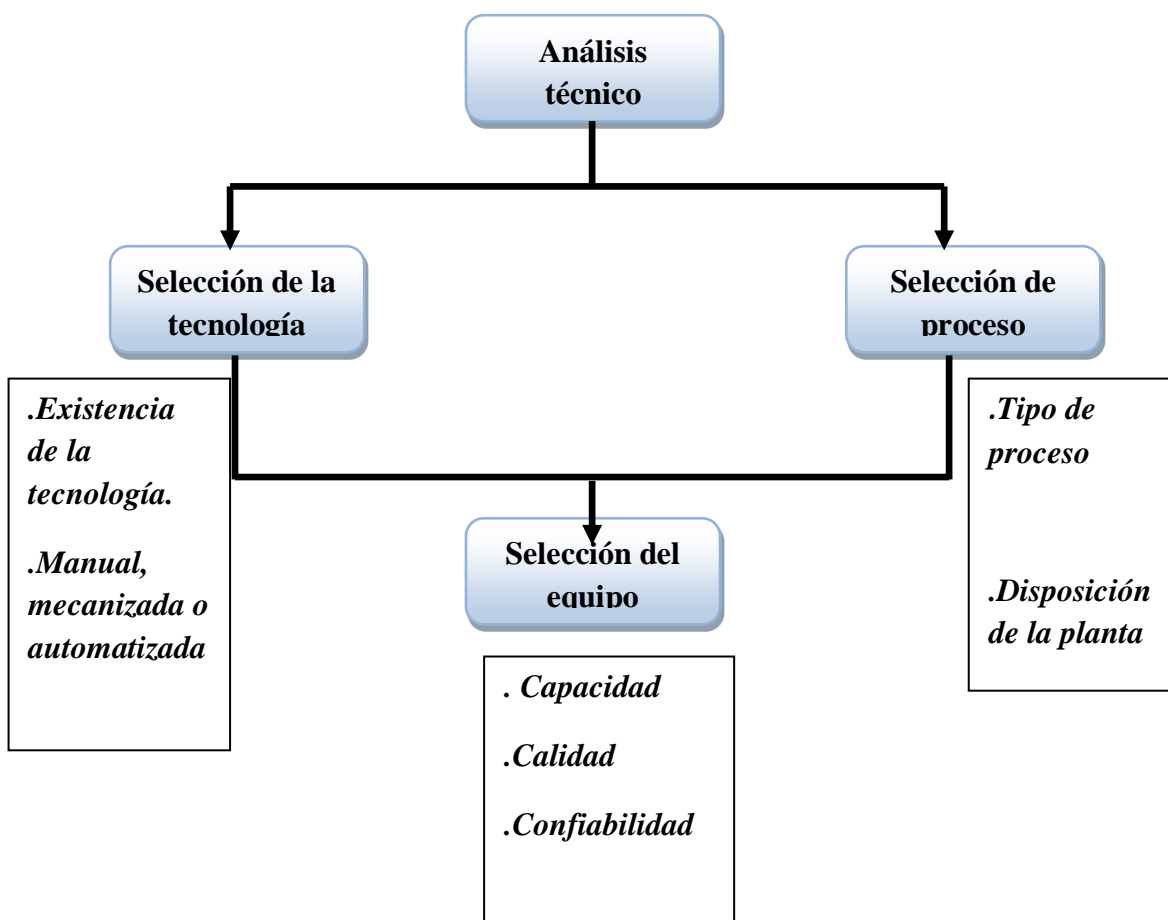 Análisis
técnico
Selección de la
tecnología
Selección de
proceso
.Existencia
de la
tecnología.
.Manual,
mecanizada o
automatizada
.Tipo de
proceso
.Disposición
de la planta
Selección del
equipo
. Capacidad
.Calidad
.Confiabilidad